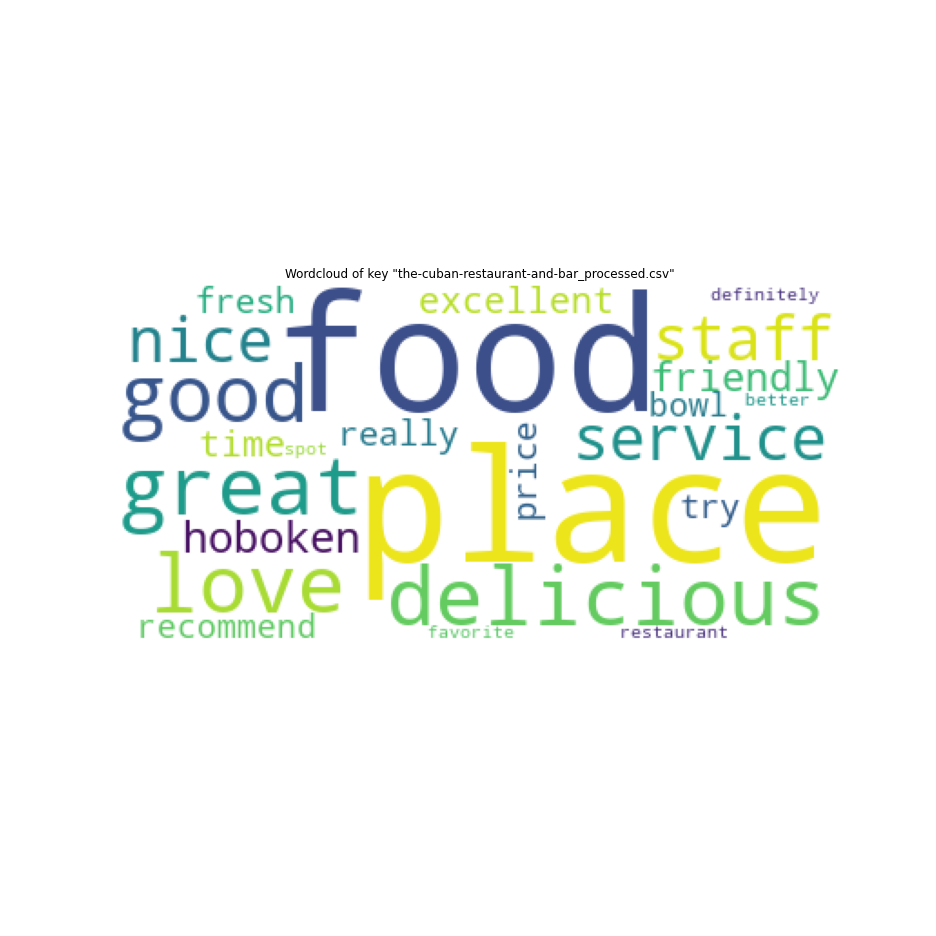 Wordcloud of key "the-cuban-restaurant-and-bar_processed.csv"
fresh
food
excellent
definitely
nice
staff
good
friendly
bowl
better
time
spot
really
price
service
great
place
try
hoboken
love
delicious
recommend
favorite
restaurant